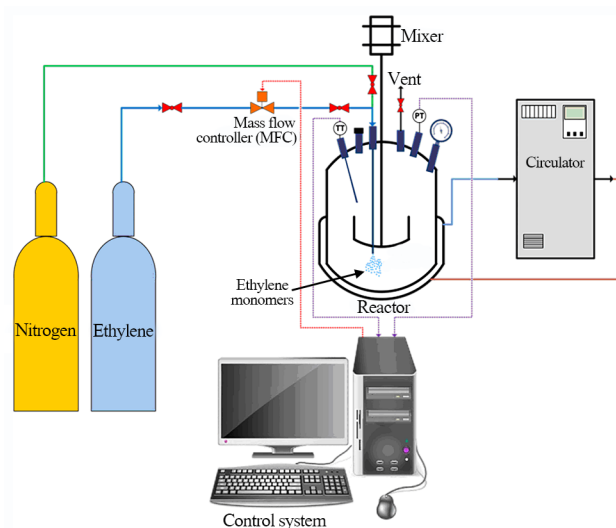 Mixer
Vent
Mass flow
controller (MFC)
TT
PT
Circulator
Ethylene
monomers
Reactor
Nitrogen
Ethylene
Control system